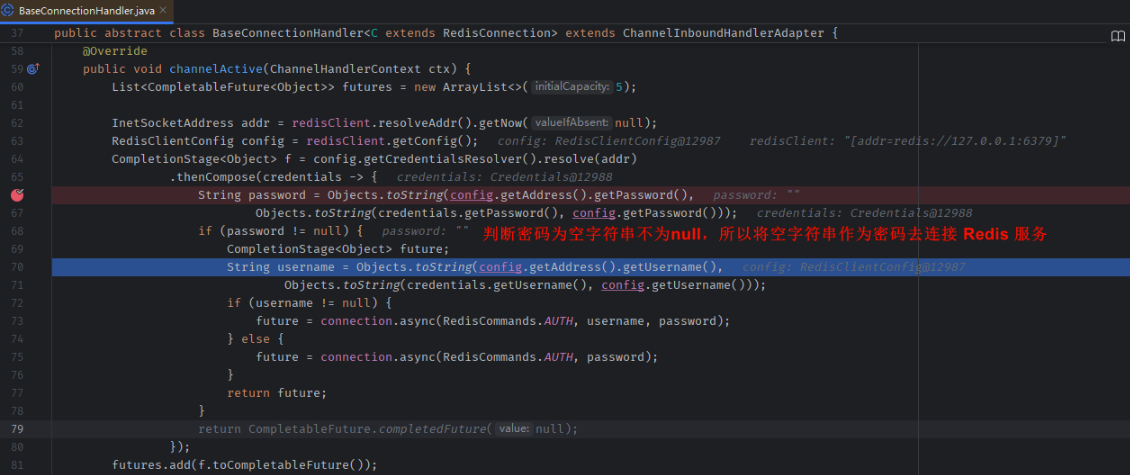 BaseConnectionHandler.java ×
37 public abstract class BaseConnectionHandler<C extends RedisConnection> extends ChannelInboundHandlerAdapter {
58 @Override
59 public void channelActive(ChannelHandlerContext ctx) {
60 List<CompletableFuture<Object>> futures = new ArrayList<>( initialCapacity: 5);
61
62 InetSocketAddress addr = redisClient.resolveAddr().getNow( valueIfAbsent: null);
63 RedisClientConfig config = redisClient.getConfig(); config: RedisClientConfig@12987 redisClient: "[addr=redis://127.0.0.1:6379]"
64 CompletionStage<Object> f = config.getCredentialsResolver().resolve(addr)
65 .thenCompose(credentials -> { credentials: Credentials@12988
String password = Objects.toString(config.getAddress().getPassword(), password: ""
67 Objects.toString(credentials.getPassword(), config.getPassword())); credentials: Credentials@12988
68 if (password != null) { password: "" 判断密码为空字符串不为null，所以将空字符串作为密码去连接 Redis 服务
69 CompletionStage<Object> future;
70 String username = Objects.toString(config.getAddress().getUsername(), config: RedisClientConfig@12987
71 Objects.toString(credentials.getUsername(), config.getUsername()));
72 if (username != null) {
73 future = connection.async(RedisCommands.AUTH, username, password);
74 } else {
75 future = connection.async(RedisCommands.AUTH, password);
76 }
77 return future;
78 }
79 return CompletableFuture.completedFuture( value: null);
80 });
81 futures.add(f.toCompletableFuture());